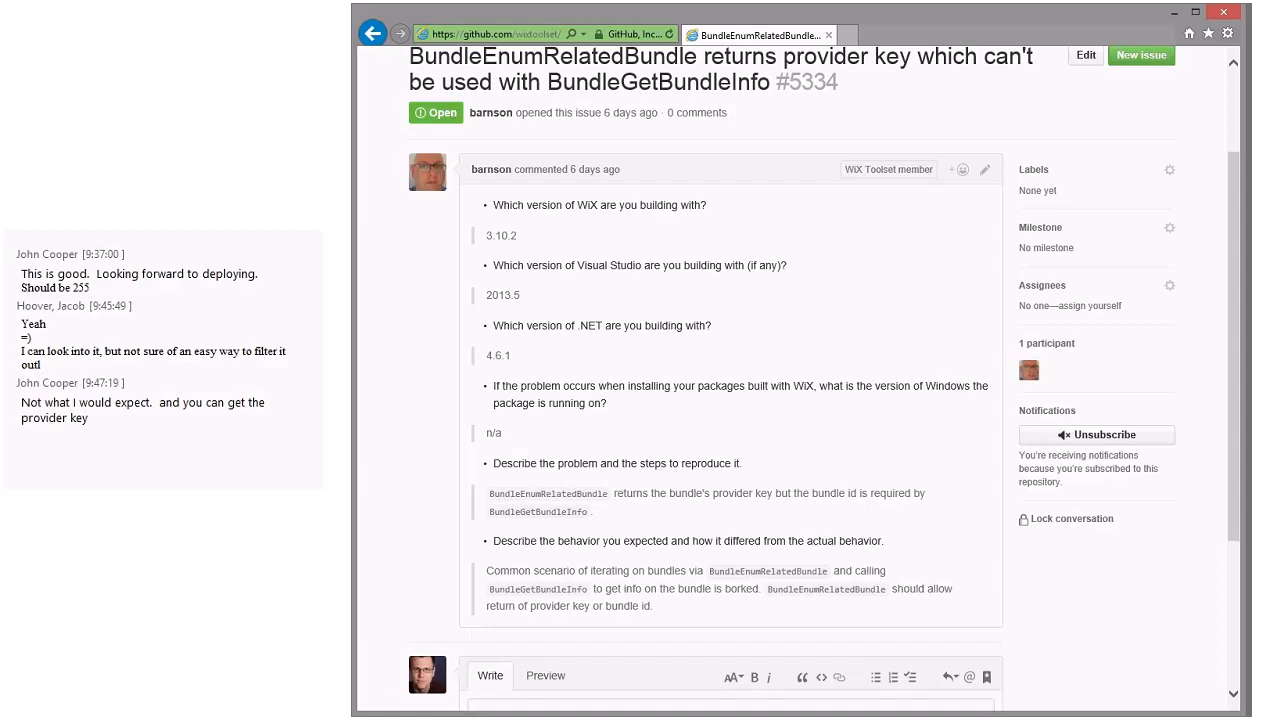 John Cooper [9:37:00 ]
This is good.  Looking forward to deploying.
Should be 255
Hoover, Jacob [9:45:49 ]
Yeah
=)
I can look into it, but not sure of an easy way to filter it
outl
John Cooper [9:47:19 ]
Not what I would expect.  and you can get the
provider key
https://github.com/wixtoolset/
GitHub, Inc...
BundleEnumRelatedBundle...
BundleEnumRelatedBundle returns provider key which can't
be used with BundleGetBundleInfo #5334
Edit
New issue
Open
barnson opened this issue 6 days ago · 0 comments
barnson commented 6 days ago
WiX Toolset member
• Which version of WiX are you building with?
3.10.2
• Which version of Visual Studio are you building with (if any)?
2013.5
• Which version of .NET are you building with?
4.6.1
• If the problem occurs when installing your packages built with WiX, what is the version of Windows the
package is running on?
n/a
• Describe the problem and the steps to reproduce it.
BundleEnumRelatedBundle returns the bundle's provider key but the bundle id is required by
BundleGetBundleInfo .
• Describe the behavior you expected and how it differed from the actual behavior.
Common scenario of iterating on bundles via BundleEnumRelatedBundle and calling
BundleGetBundleInfo to get info on the bundle is borked. BundleEnumRelatedBundle should allow
return of provider key or bundle id.
Labels
None yet
Milestone
No milestone
Assignees
No one—assign yourself
1 participant
Notifications
Unsubscribe
You're receiving notifications
because you're subscribed to this
repository.
Lock conversation
Write
Preview
AA B i